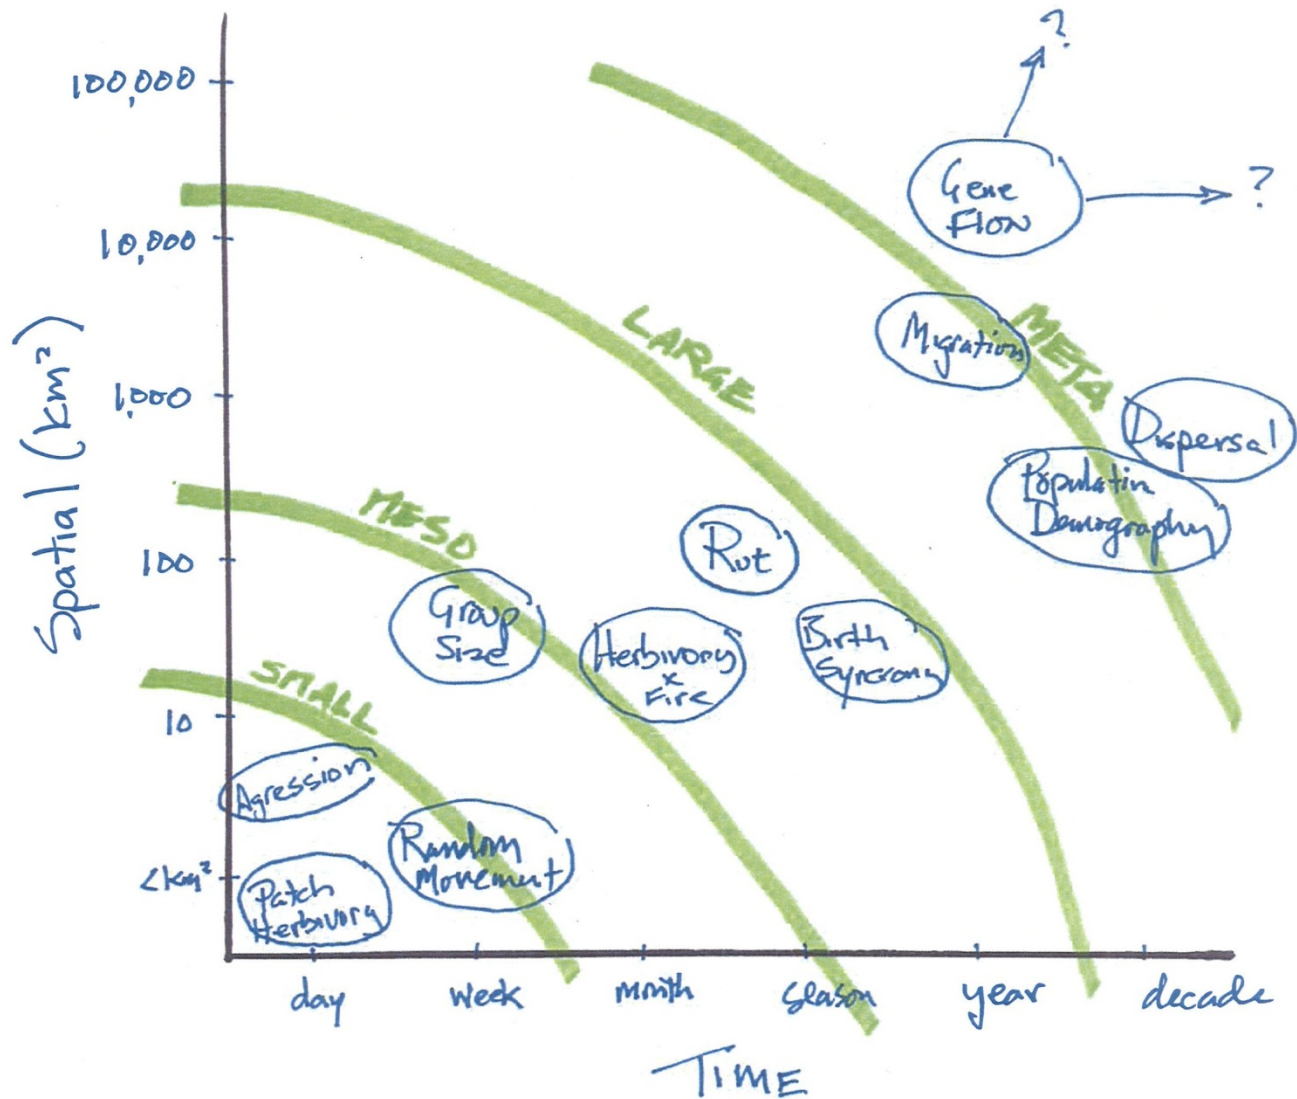 ?
100,000
Gene
Flow
?
10,000
Spatial (km²)
LARGE
META
Migration
1,000
Dispersal
Populatin
Demography
MESO
Rut
100
Group
Size
Herbivory
x
Fire
Birth
Syncrony
SMALL
10
Agression
Random
Movement
<km²
Patch
Herbivory
day
week
month
season
year
decade
TIME